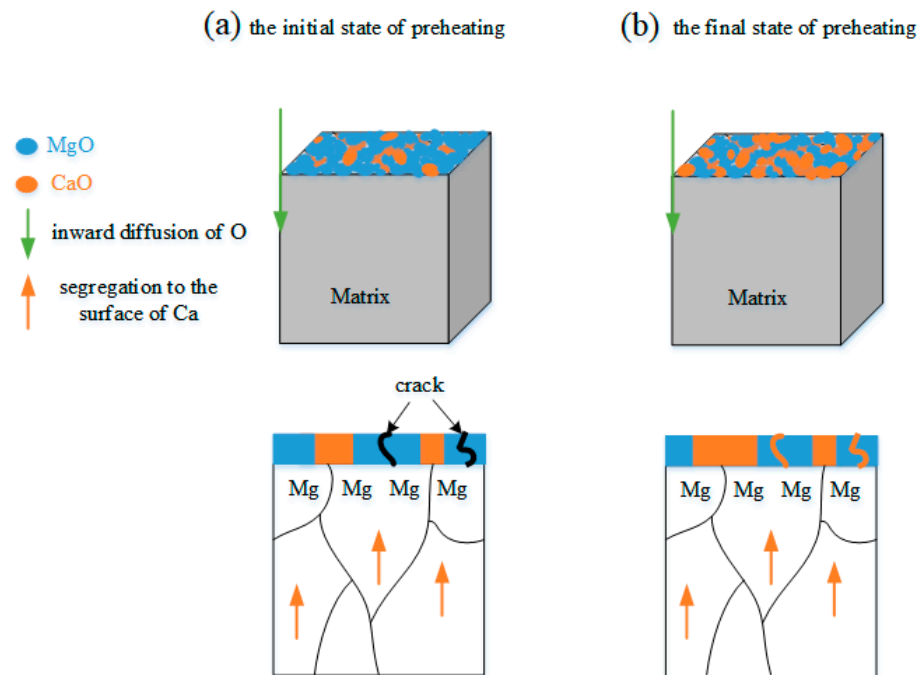 (a) the initial state of preheating
(b) the final state of preheating
MgO
CaO
inward diffusion of O
segregation to the
surface of Ca
Matrix
Matrix
crack
Mg Mg Mg Mg
Mg Mg Mg Mg